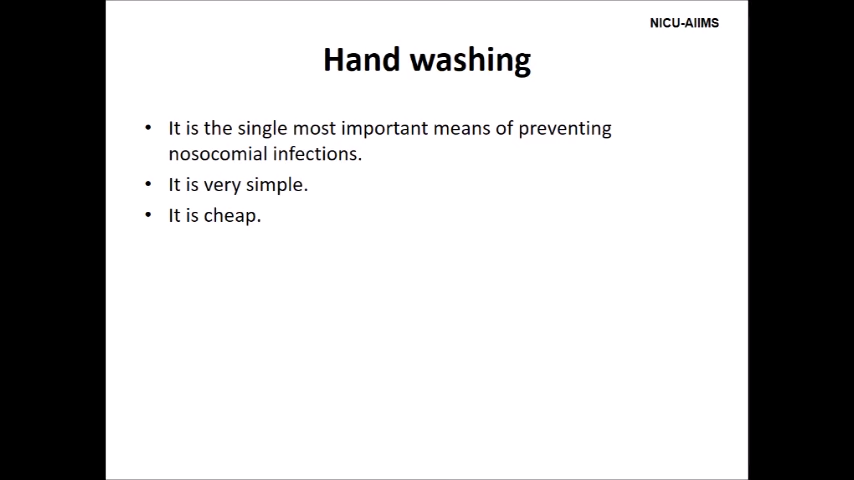 NICU-AIIMS
Hand washing
• It is the single most important means of preventing
nosocomial infections.
• It is very simple.
• It is cheap.